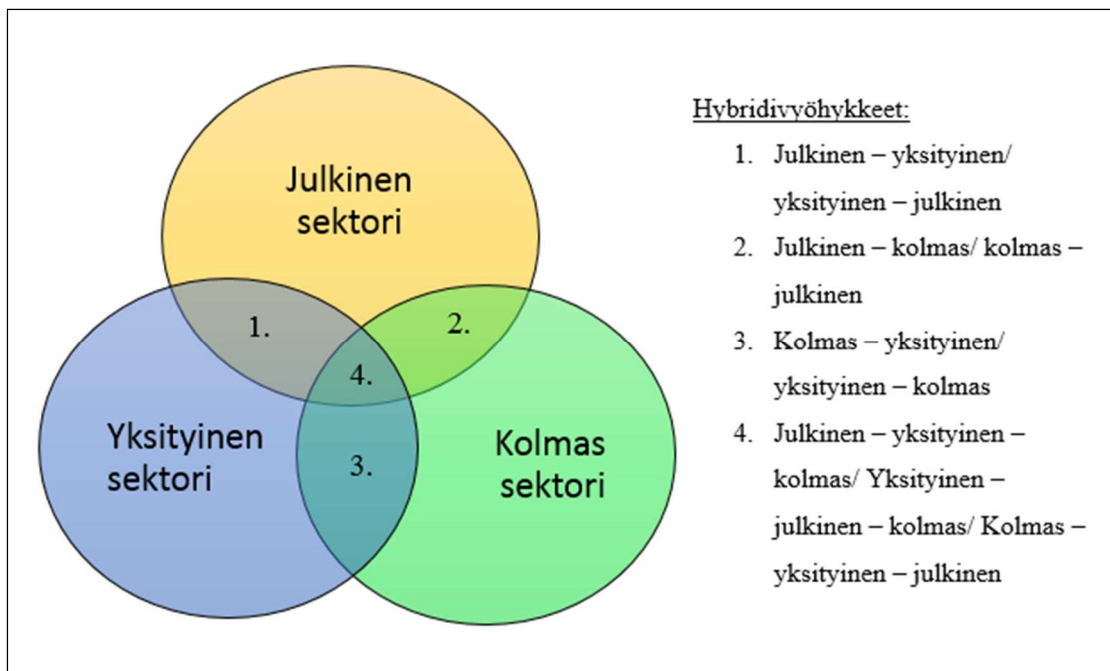 Julkinen
sektori
1.
2.
4.
Yksityinen
sektori
3.
Kolmas
sektori
Hybridivyöhykkeet:
1. Julkinen – yksityinen/
yksityinen – julkinen
2. Julkinen – kolmas/ kolmas –
julkinen
3. Kolmas – yksityinen/
yksityinen – kolmas
4. Julkinen – yksityinen –
kolmas/ Yksityinen –
julkinen – kolmas/ Kolmas –
yksityinen – julkinen